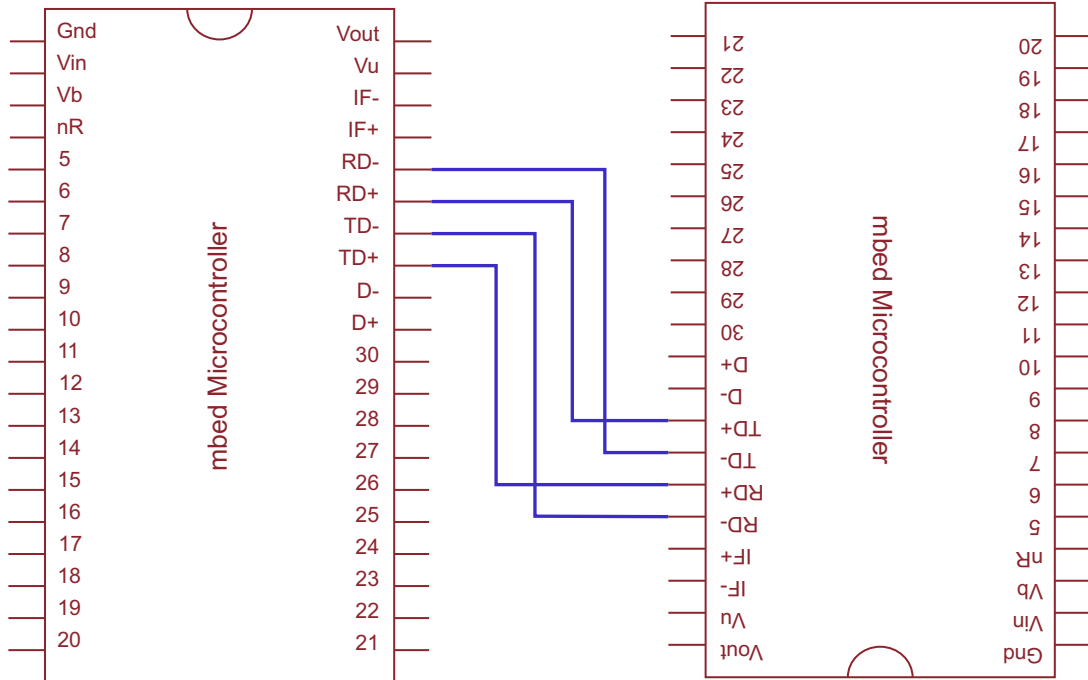 Gnd
Vin
Vb
nR
5
6
7
8
9
10
11
12
13
14
15
16
17
18
19
20
mbed Microcontroller
Vout
Vu
IF-
IF+
RD-
RD+
TD-
TD+
D-
D+
30
29
28
27
26
25
24
23
22
21
21
22
23
24
25
26
27
28
29
30
D+
D-
TD+
TD-
RD+
RD-
IF+
IF-
Vu
Vout
mbed Microcontroller
20
19
18
17
16
15
14
13
12
11
10
9
8
7
6
5
nR
Vb
Vin
Gnd